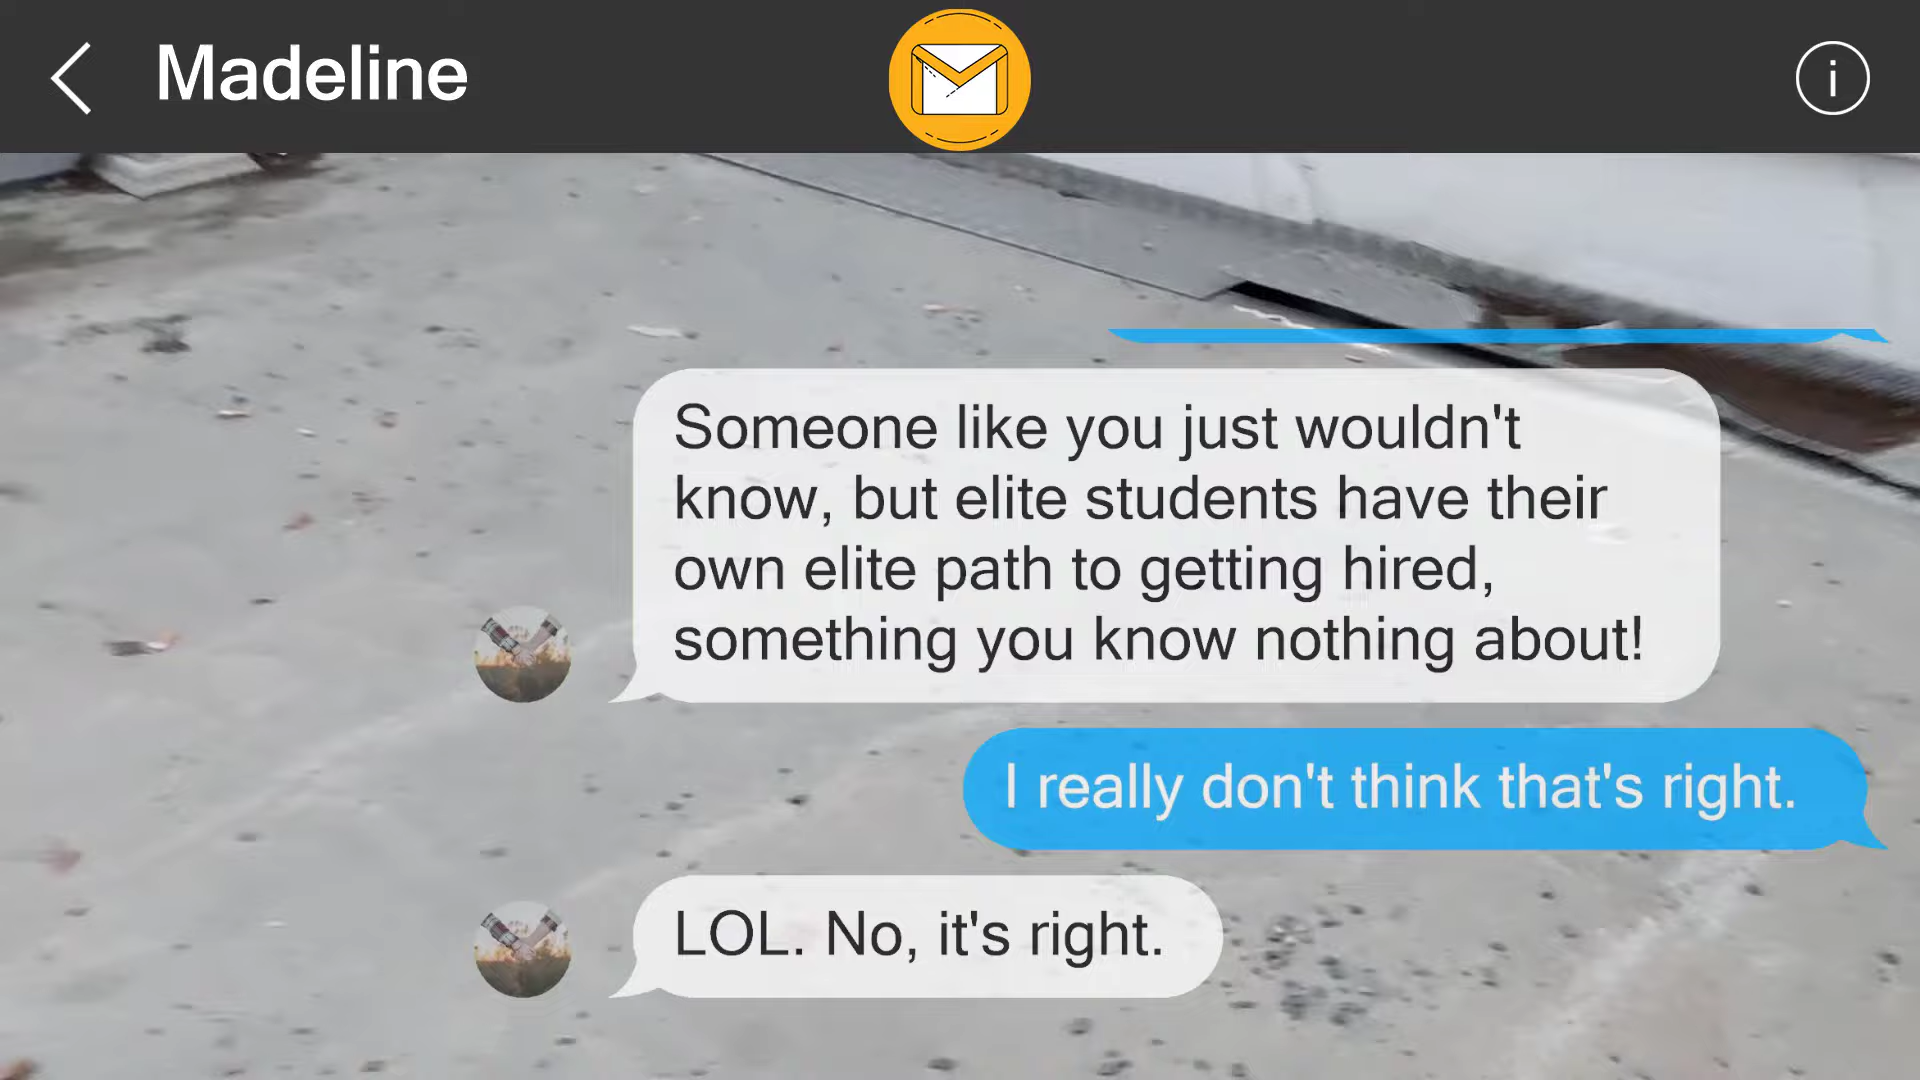 Madeline
Someone like you just wouldn't
know, but elite students have their
own elite path to getting hired,
something you know nothing about!
I really don't think that's right.
LOL. No, it's right.